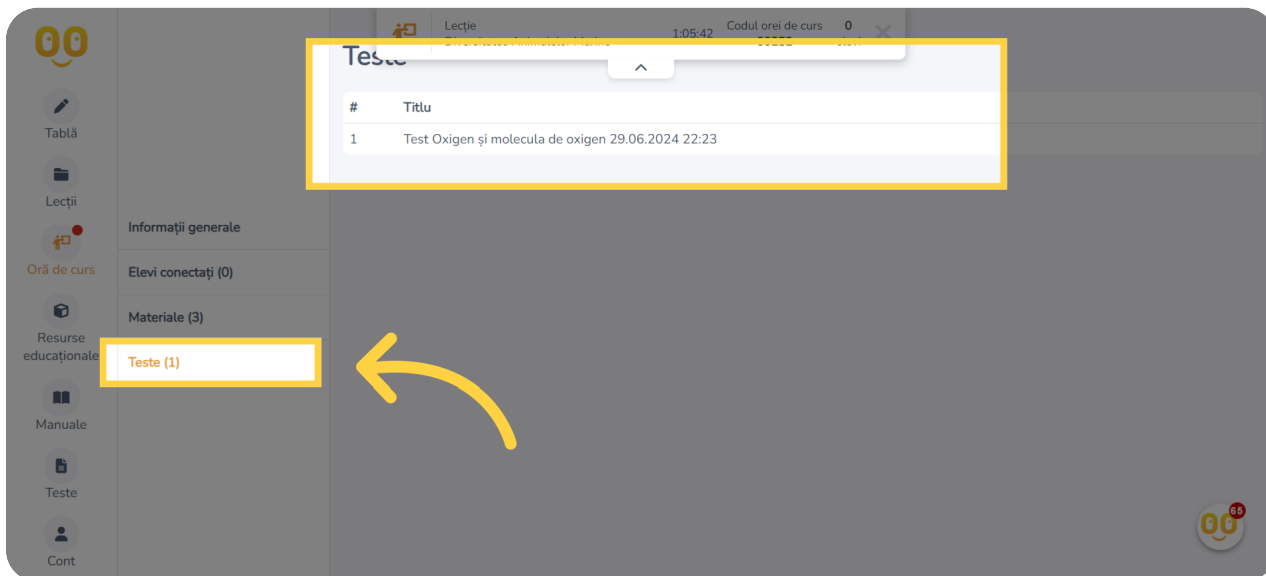 Lecție
1:05:42
Codul orei de curs
0
Teste
Tablă
Lecții
Oră de curs
Resurse
educaționale
Manuale
Teste
Cont
Informații generale
Elevi conectați (0)
Materiale (3)
Teste (1)
# Titlu
1 Test Oxigen și molecula de oxigen 29.06.2024 22:23
65